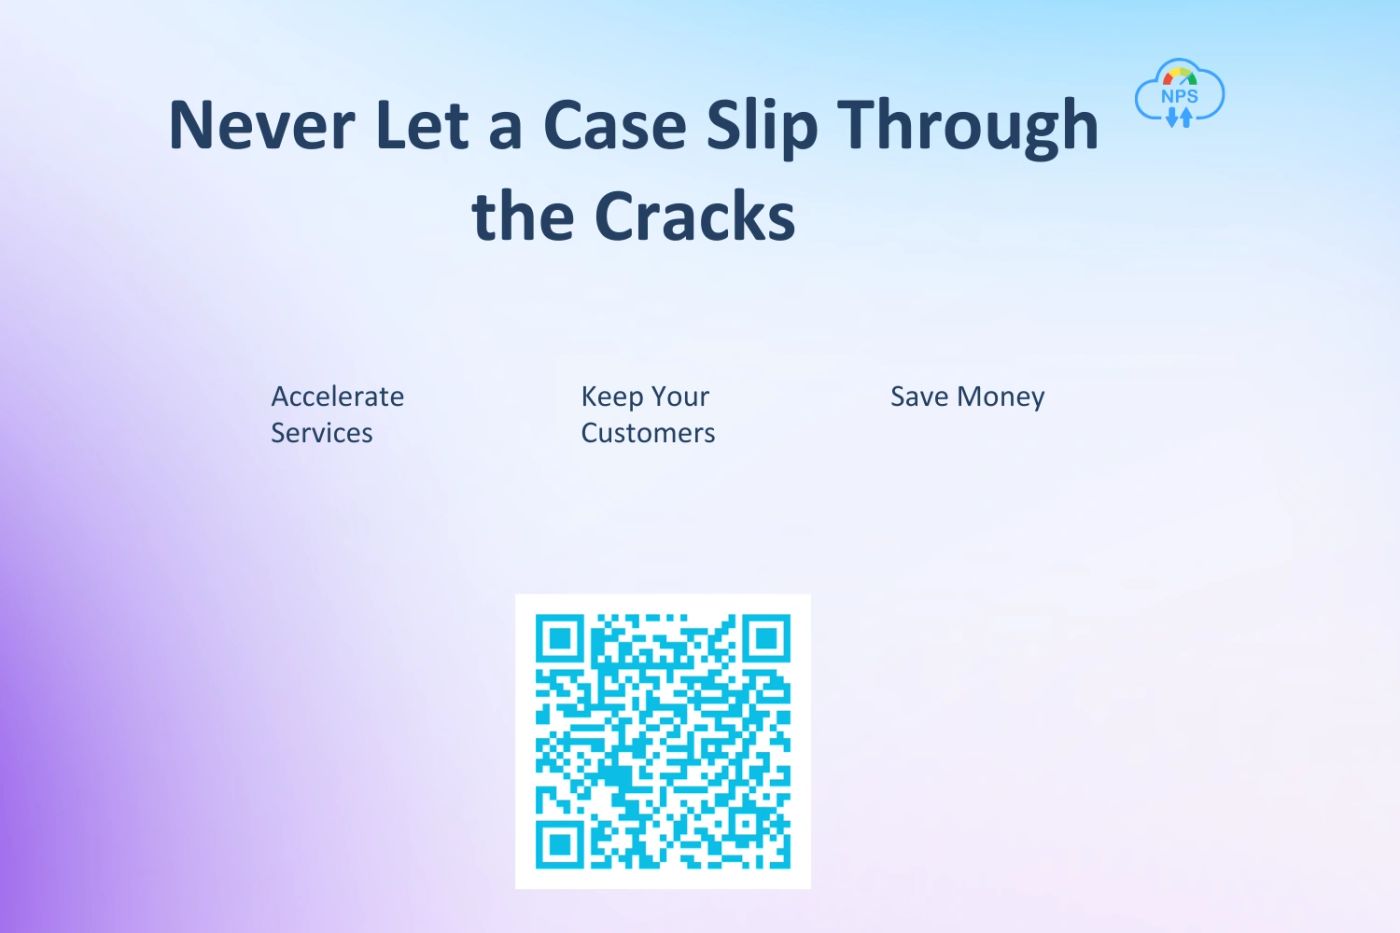 Never Let a Case Slip Through
the Cracks
NPS
Accelerate
Services
Keep Your
Customers
Save Money